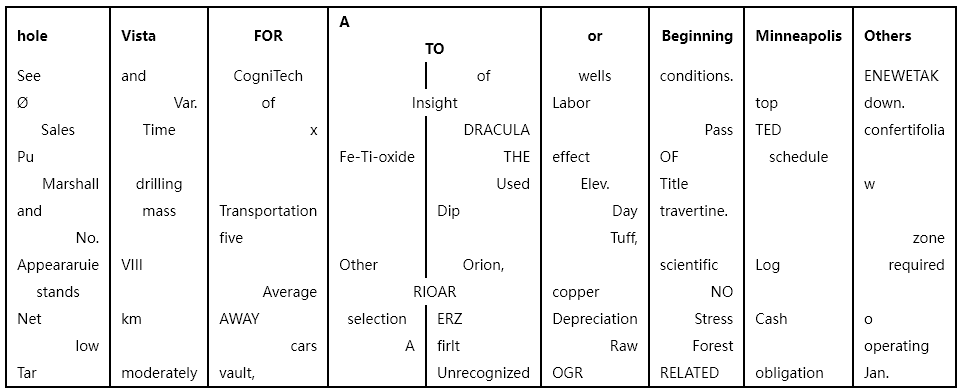 hole Vista FOR A TO or Beginning Minneapolis Others
See and CogniTech of wells conditions. ENEWETAK
Ø Var. of Insight Labor top down.
Sales Time x DRACULA Pass TED confertifolia
Pu Fe-Ti-oxide THE effect OF schedule
Marshall drilling Used Elev. Title w
and mass Transportation Dip Day travertine.
No. five Tuff, zone
Appeararuie VIII Other Orion, scientific Log required
stands Average RIOAR copper NO
Net km AWAY selection ERZ Depreciation Stress Cash o
low cars A firlt Raw Forest operating
Tar moderately vault, Unrecognized OGR RELATED obligation Jan.